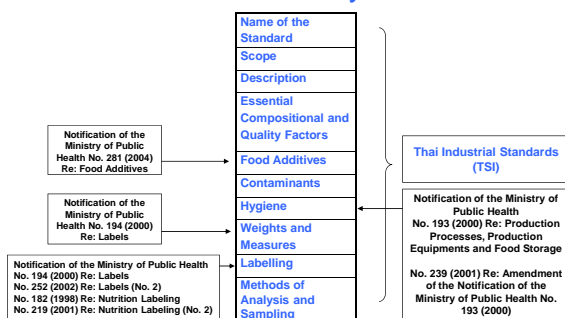 Name of the
Standard
Scope
Description
Essential
Compositional and
Quality Factors
Food Additives
Contaminants
Hygiene
Weights and
Measures
Labelling
Methods of
Analysis and
Sampling
Notification of the
Ministry of Public
Health No. 281 (2004)
Re: Food Additives
Notification of the
Ministry of Public
Health No. 194 (2000)
Re: Labels
Notification of the Ministry of Public Health
No. 194 (2000) Re: Labels
No. 252 (2002) Re: Labels (No. 2)
No. 182 (1998) Re: Nutrition Labeling
No. 219 (2001) Re: Nutrition Labeling (No. 2)
Thai Industrial Standards
(TSI)
Notification of the Ministry of
Public Health
No. 193 (2000) Re: Production
Processes, Production
Equipments and Food Storage
No. 239 (2001) Re: Amendment
of the Notification of the
Ministry of Public Health No.
193 (2000)